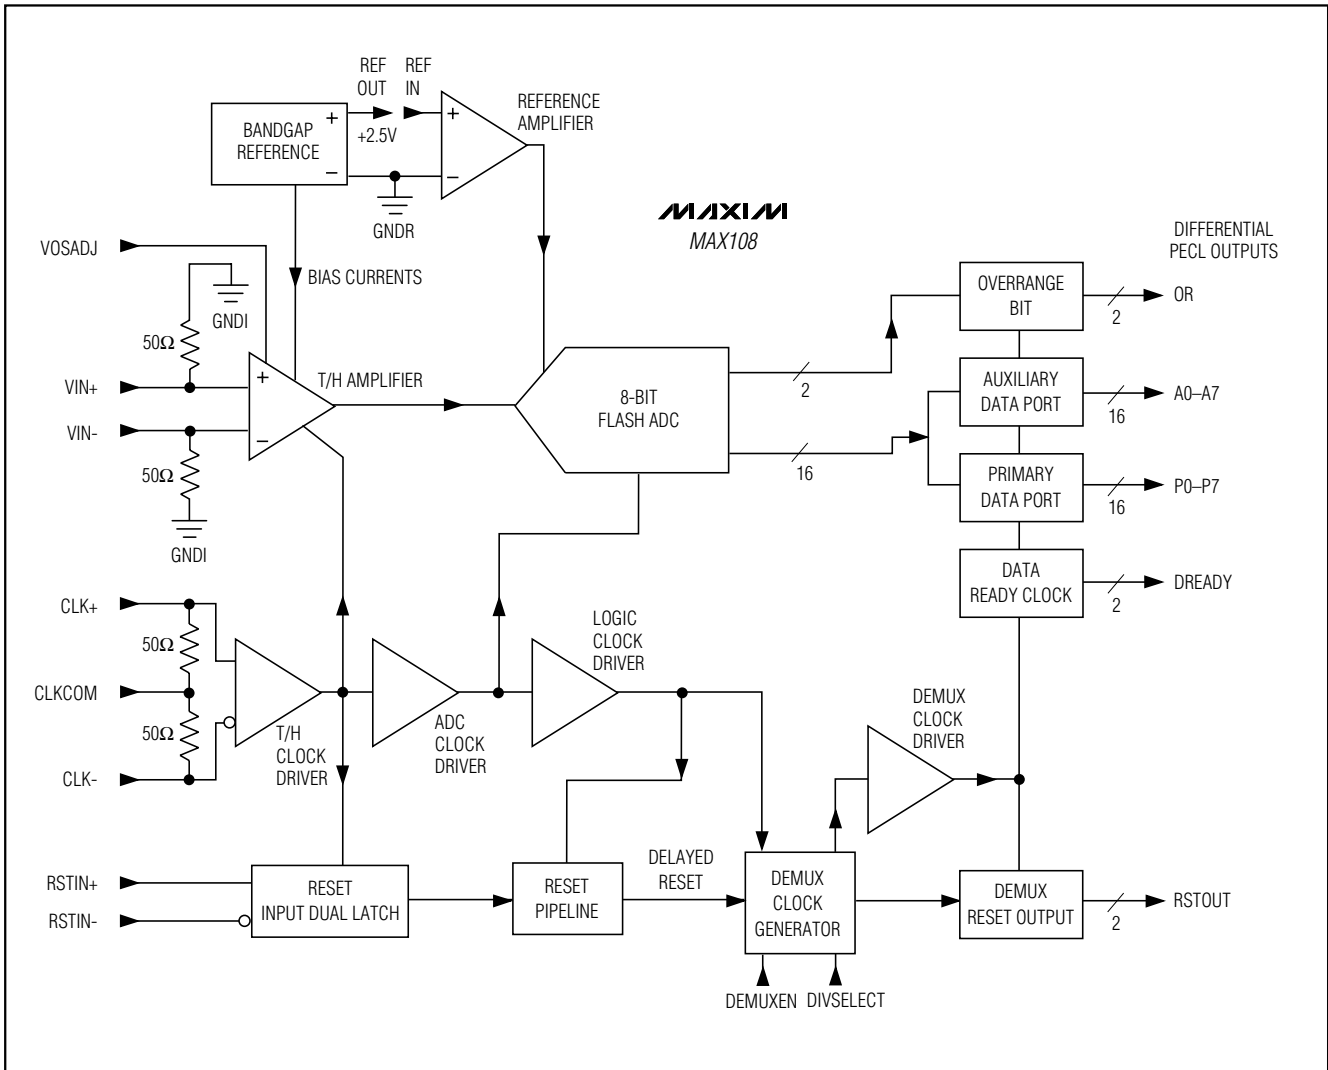 REF OUT
REF IN
+2.5V
BANDGAP
REFERENCE
+
−
+
−
REFERENCE
AMPLIFIER
GNDR
MAXIM
MAX108
DIFFERENTIAL
PECL OUTPUTS
VOSADJ
BIAS CURRENTS
GNDI
50Ω
VIN+
VIN-
+
−
T/H AMPLIFIER
50Ω
GNDI
8-BIT
FLASH ADC
2
16
OVERRANGE
BIT
2
OR
AUXILIARY
DATA PORT
16
A0–A7
PRIMARY
DATA PORT
16
P0–P7
DATA
READY CLOCK
2
DREADY
CLK+
50Ω
CLKCOM
50Ω
CLK-
T/H
CLOCK
DRIVER
ADC
CLOCK
DRIVER
LOGIC
CLOCK
DRIVER
DEMUX
CLOCK
DRIVER
RSTIN+
RSTIN-
RESET
INPUT DUAL LATCH
RESET
PIPELINE
DELAYED
RESET
DEMUX
CLOCK
GENERATOR
DEMUX
RESET OUTPUT
2
RSTOUT
DEMUXEN
DIVSELECT